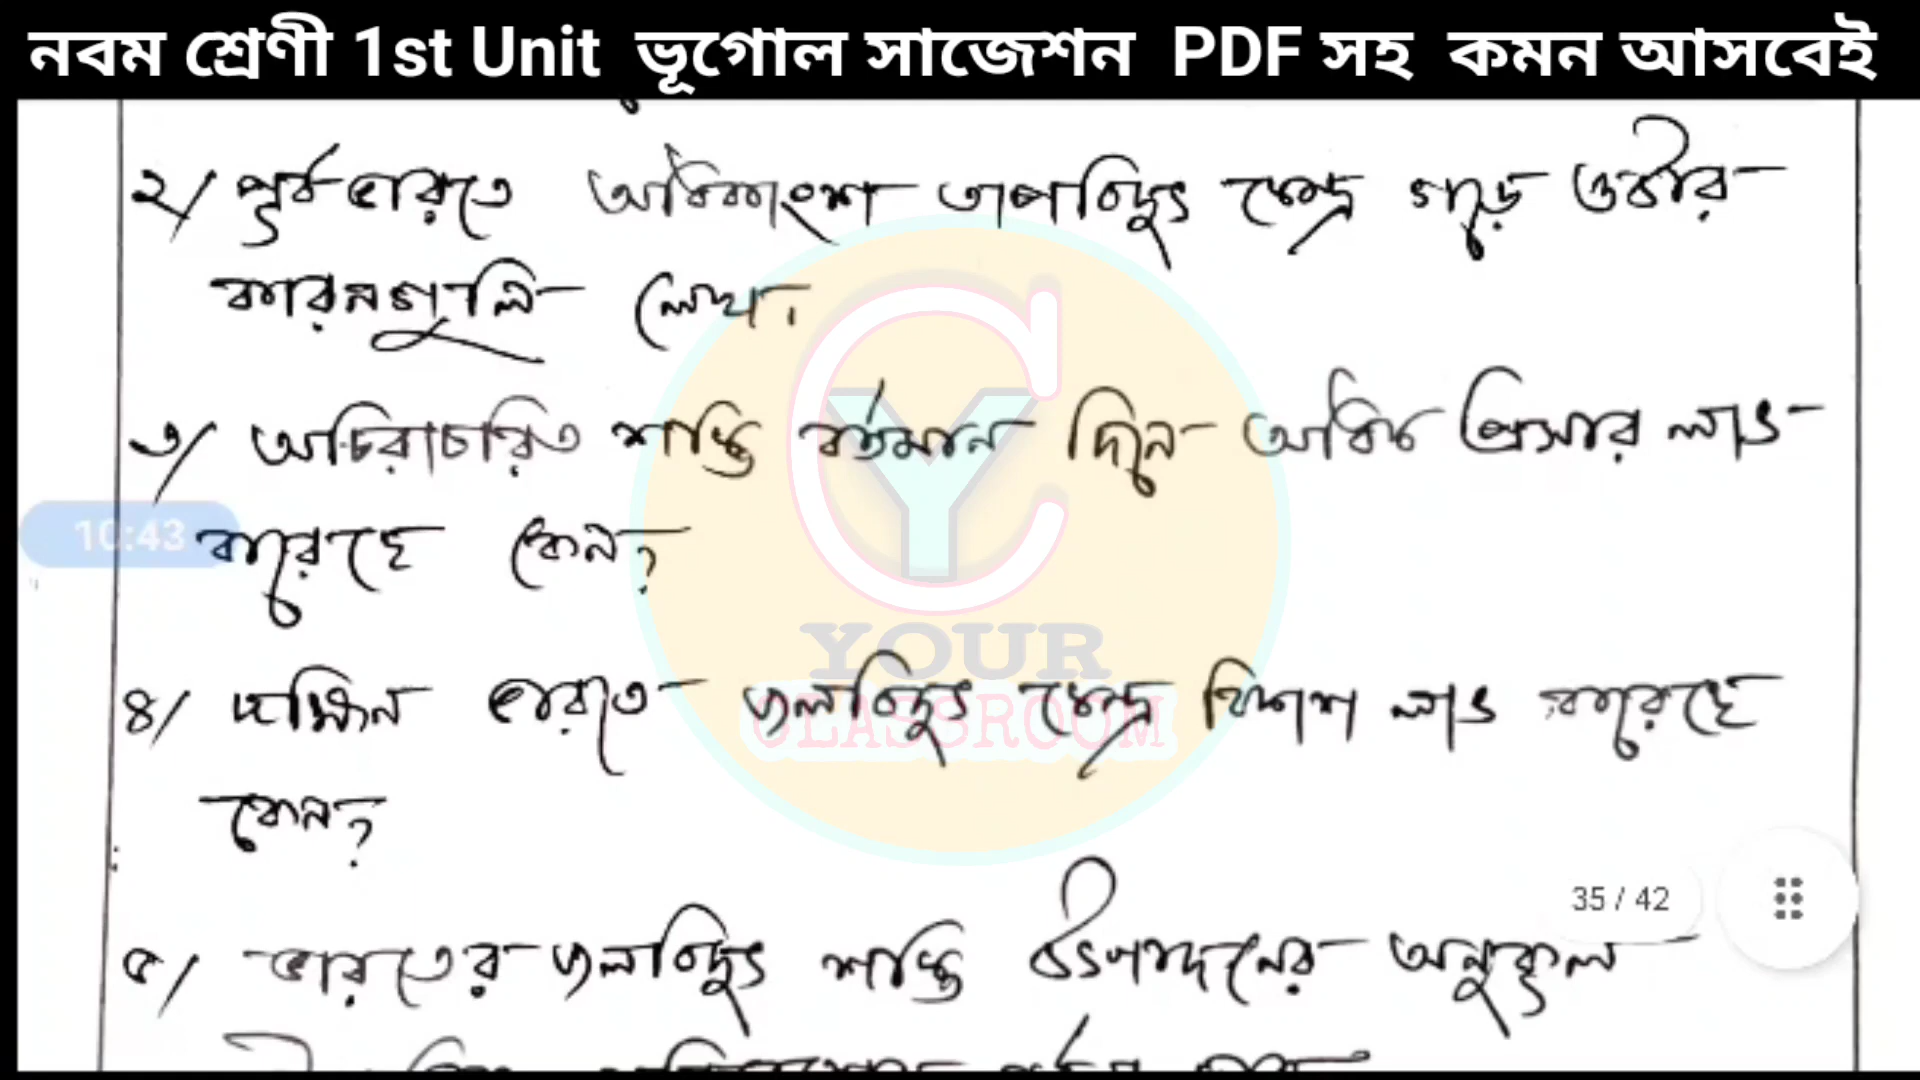 নবম শ্রেণী 1st Unit ভূগোল সাজেশন PDF সহ কমন আসবেই
২/ পূর্ব ভারতে অধিকাংশ তাপবিদ্যুৎ কেন্দ্র গড়ে ওঠার
কারনগুলি লেখ।
৩/ অচিরাচরিত শক্তি বর্তমান দিনে অধিক প্রসার লাভ
10:43
করেছে কেন?
YOUR
CLASSROOM
৪/ দক্ষিন ভারতে জলবিদ্যুৎ কেন্দ্র বিকাশ লাভ করেছে
কেন?
35 / 42
৫/ ভারতের জলবিদ্যুৎ শক্তি উৎপাদনের অনুকূল